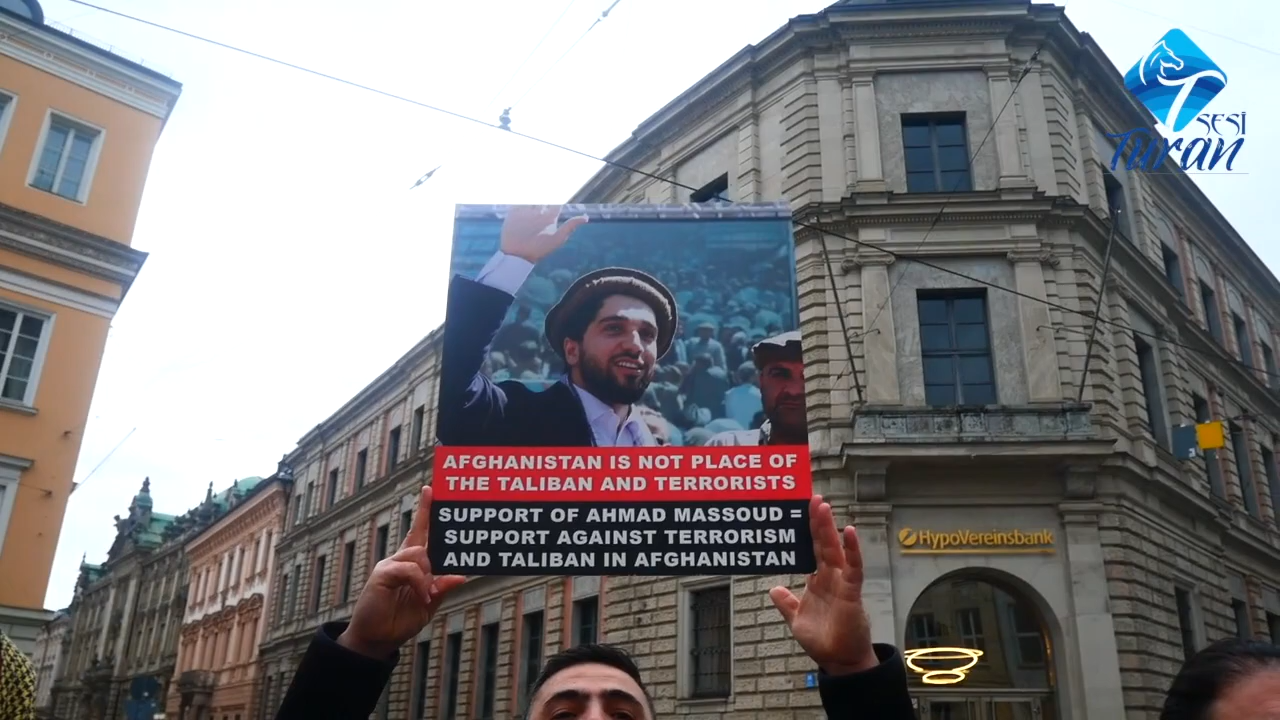 SESİ
Turan
AFGHANISTAN IS NOT PLACE OF
THE TALIBAN AND TERRORISTS
SUPPORT OF AHMAD MASSOUD =
SUPPORT AGAINST TERRORISM
AND TALIBAN IN AFGHANISTAN
HypoVereinsbank